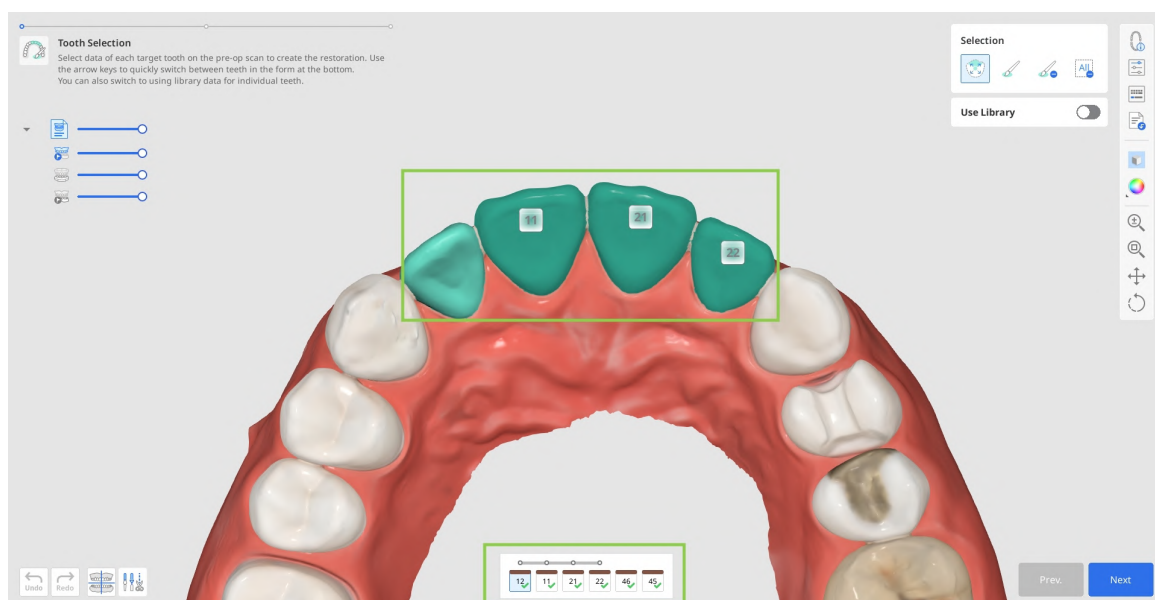 Tooth Selection
Select data of each target tooth on the pre-op scan to create the restoration. Use
the arrow keys to quickly switch between teeth in the form at the bottom.
You can also switch to using library data for individual teeth.
Selection
All
Use Library
11
21
22
12 11 21 22 46 45
Undo
Redo
Prev.
Next